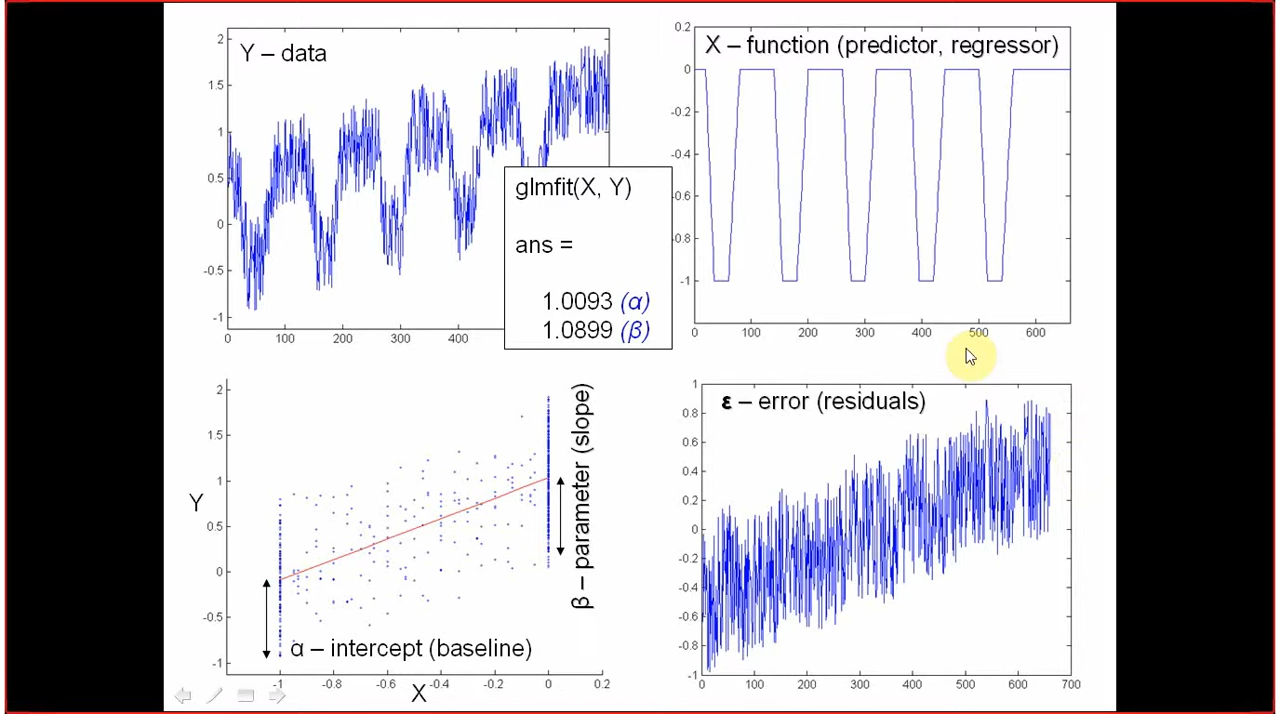 Y – data
2
1.5
1
0.5
0
-0.5
-1
0 100 200 300 400
glmfit(X, Y)
ans =
1.0093 (α)
1.0899 (β)
X – function (predictor, regressor)
0.2
0
-0.2
-0.4
-0.6
-0.8
-1
0 100 200 300 400 500 600
2
1.5
1
0.5
0
-0.5
-1
Y
α – intercept (baseline)
β – parameter (slope)
-1 -0.8 -0.6 -0.4 -0.2 0 0.2
X
ε – error (residuals)
1
0.8
0.6
0.4
0.2
0
-0.2
-0.4
-0.6
-0.8
-1
0 100 200 300 400 500 600 700